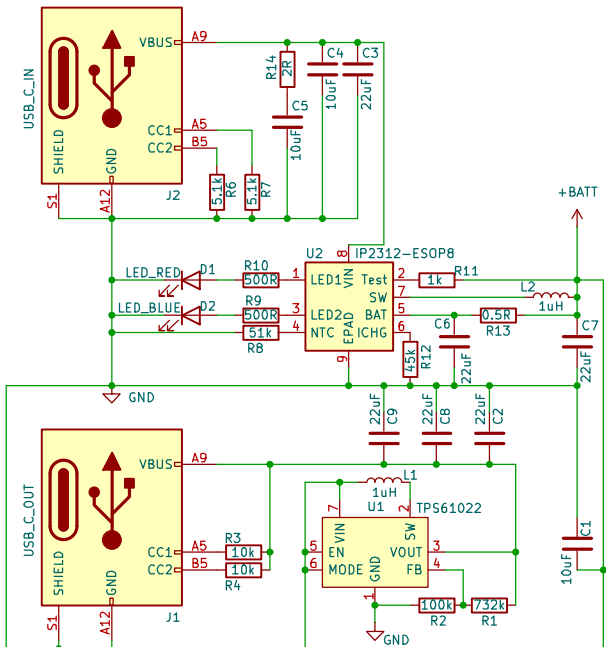 USB_C_IN
SHIELD
GND
VBUS
A9
CC1
A5
CC2
B5
S1
A12
J2
5.1k
R6
5.1k
R7
R14
2R
C5
10uF
C4
10uF
C3
22uF
+BATT
U2
IP2312-ESOP8
LED_RED
D1
R10
500R
1
LED1
VIN
8
Test
2
1k
R11
SW
7
L2
1uH
LED_BLUE
D2
R9
500R
3
LED2
BAT
5
0.5R
R13
C6
22uF
C7
22uF
51k
R8
4
NTC
EPAD
9
ICHG
6
45k
R12
GND
22uF
C9
22uF
C8
22uF
C2
USB_C_OUT
SHIELD
GND
VBUS
A9
CC1
A5
CC2
B5
S1
A12
J1
R3
10k
10k
R4
L1
1uH
U1
TPS61022
7
VIN
2
SW
5
EN
VOUT
3
6
MODE
FB
4
GND
1
100k
R2
732k
R1
GND
C1
10uF